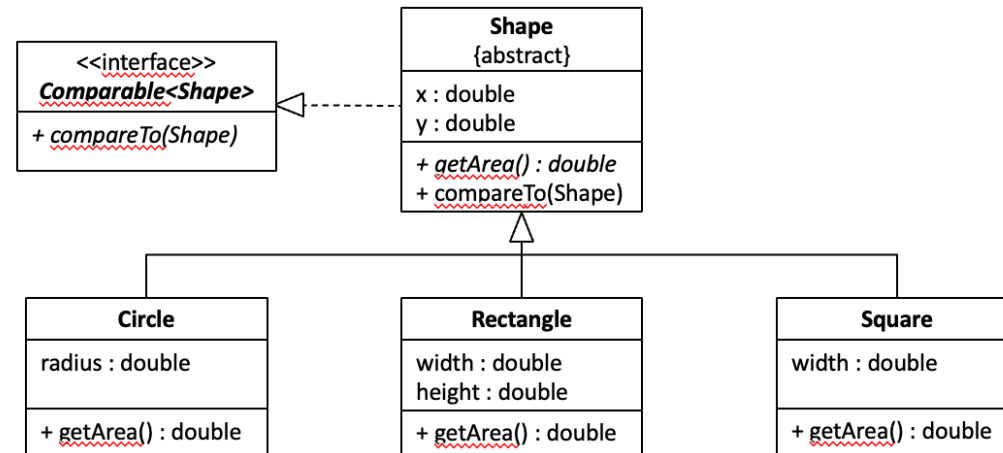 <<interface>>
Comparable<Shape>
+ compareTo(Shape)
Shape
{abstract}
x : double
y : double
+ getArea() : double
+ compareTo(Shape)
Circle
radius : double
+ getArea() : double
Rectangle
width : double
height : double
+ getArea() : double
Square
width : double
+ getArea() : double